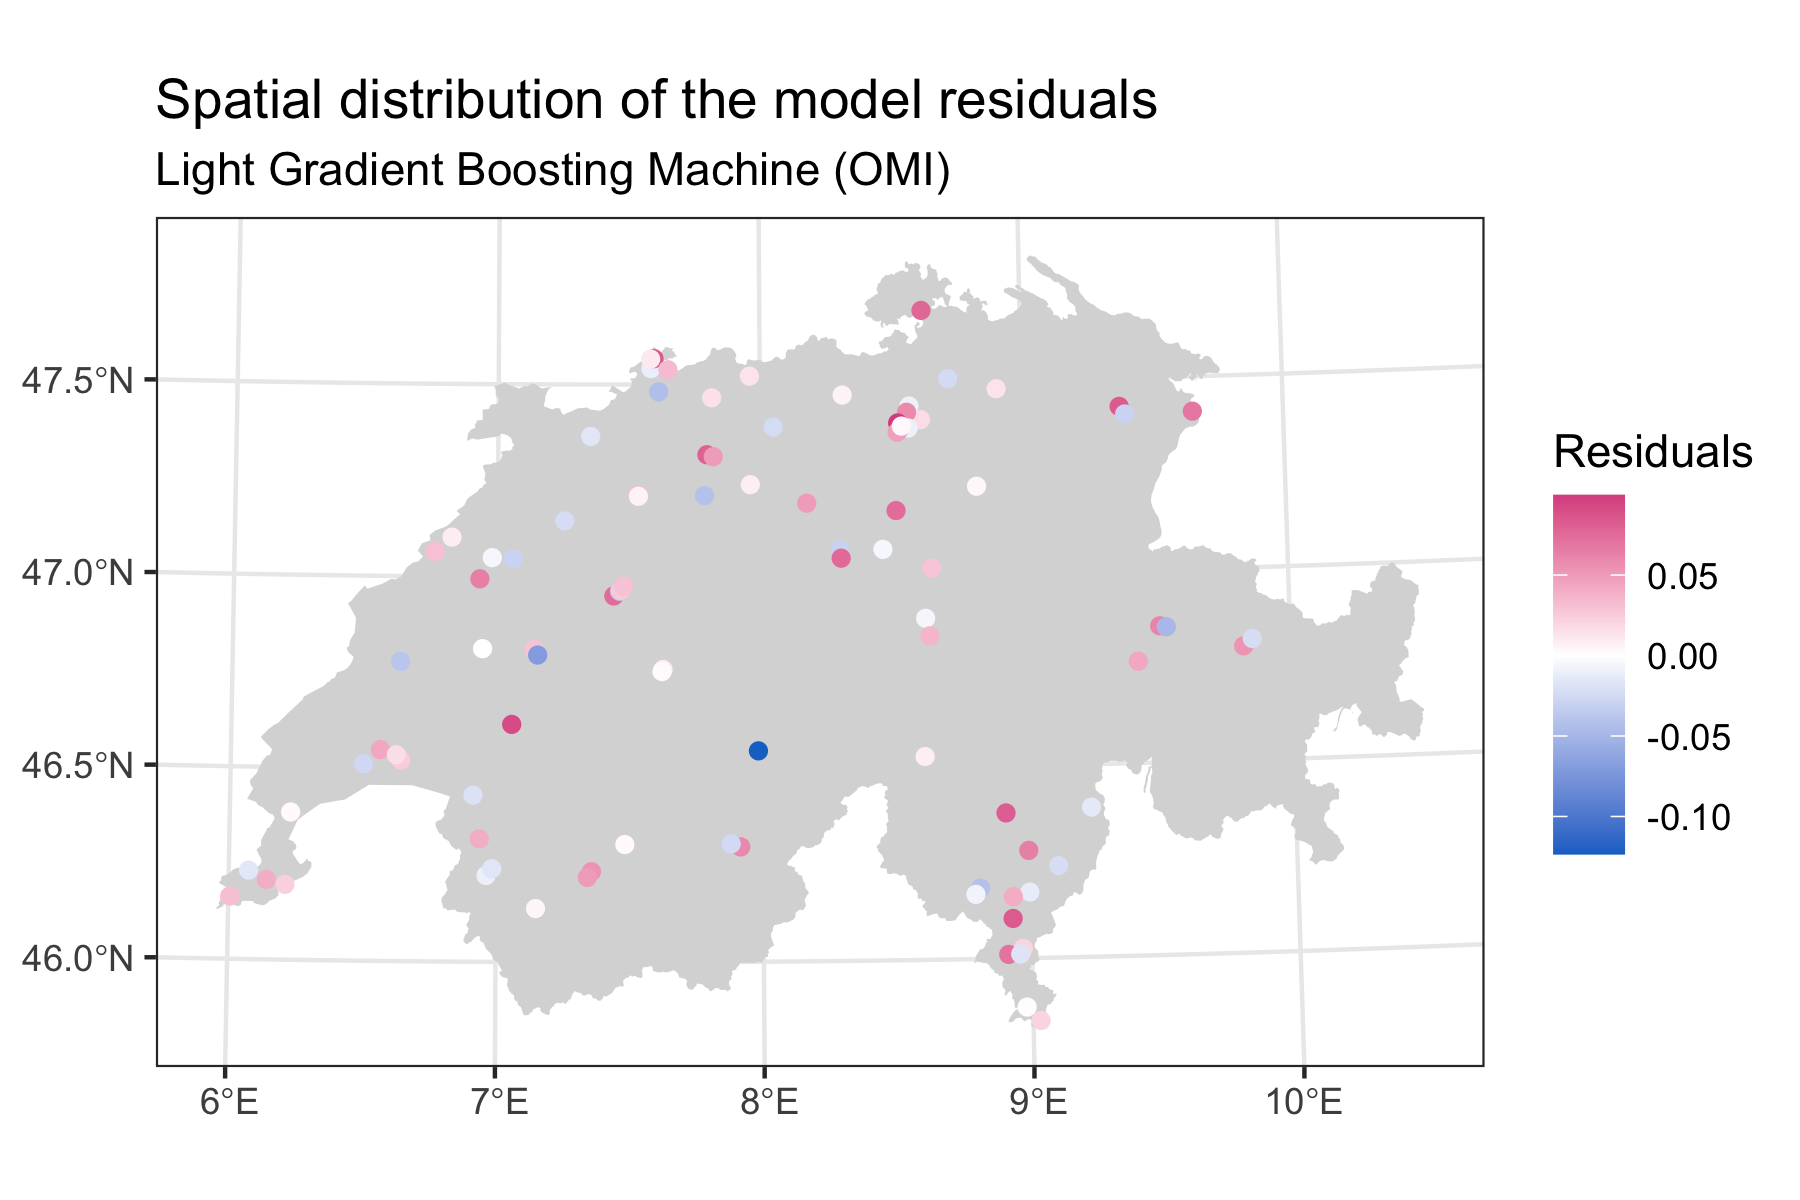 Spatial distribution of the model residuals
Light Gradient Boosting Machine (OMI)
47.5°N
47.0°N
46.5°N
46.0°N
6°E
7°E
8°E
9°E
10°E
Residuals
0.05
0.00
-0.05
-0.10